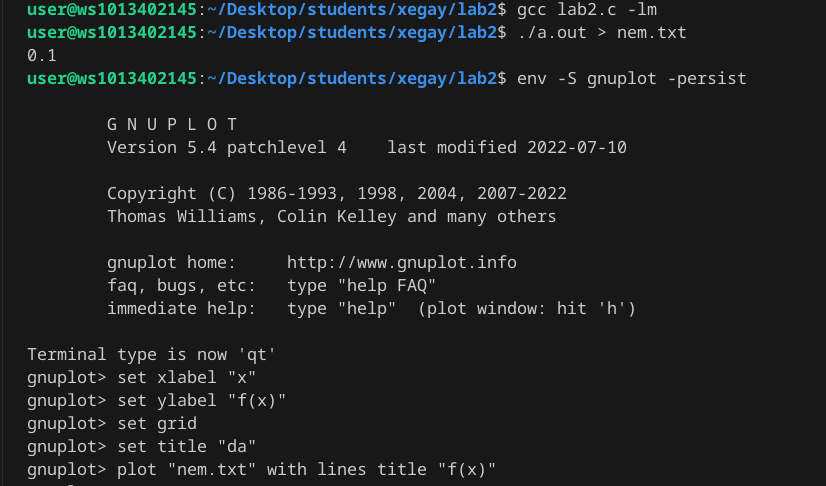 user@ws1013402145:~/Desktop/students/xegay/lab2$ gcc lab2.c -lm
user@ws1013402145:~/Desktop/students/xegay/lab2$ ./a.out > nem.txt
0.1
user@ws1013402145:~/Desktop/students/xegay/lab2$ env -S gnuplot -persist
G N U P L O T
Version 5.4 patchlevel 4    last modified 2022-07-10
Copyright (C) 1986-1993, 1998, 2004, 2007-2022
Thomas Williams, Colin Kelley and many others
gnuplot home:     http://www.gnuplot.info
faq, bugs, etc:   type "help FAQ"
immediate help:   type "help"  (plot window: hit 'h')
Terminal type is now 'qt'
gnuplot> set xlabel "x"
gnuplot> set ylabel "f(x)"
gnuplot> set grid
gnuplot> set title "da"
gnuplot> plot "nem.txt" with lines title "f(x)"